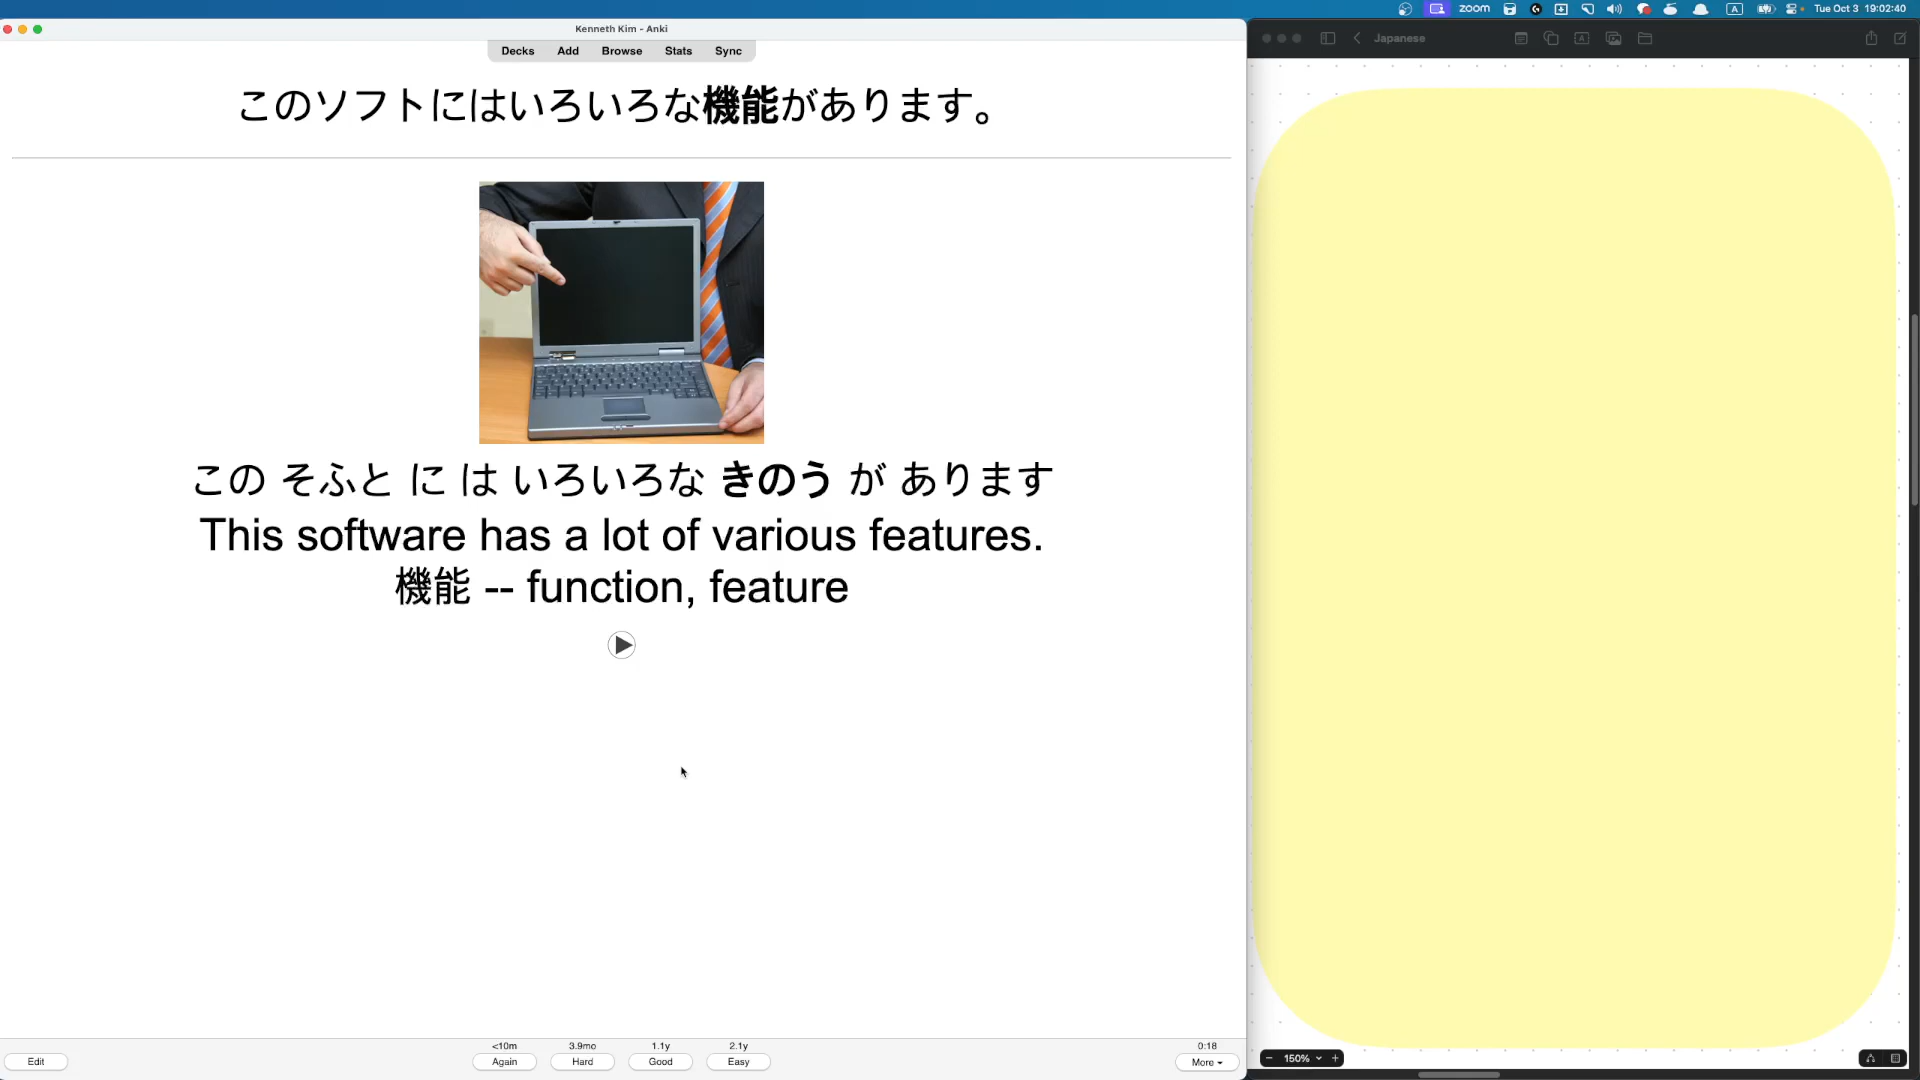 zoom
Tue Oct 3 19:02:40
Kenneth Kim - Anki
Decks Add Browse Stats Sync
Japanese
このソフトにはいろいろな機能があります。
この そふと に は いろいろな きのう が あります
This software has a lot of various features.
機能 -- function, feature
<10m 3.9mo 1.1y 2.1y 0:18
Edit Again Hard Good Easy More
150%